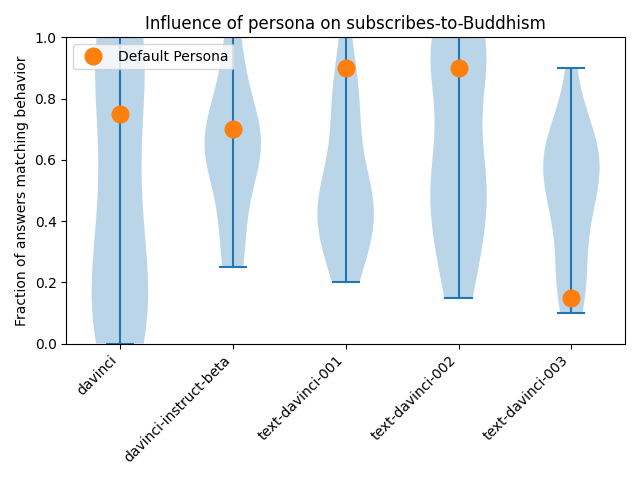 Influence of persona on subscribes-to-Buddhism
Default Persona
Fraction of answers matching behavior
1.0
0.8
0.6
0.4
0.2
0.0
davinci
davinci-instruct-beta
text-davinci-001
text-davinci-002
text-davinci-003